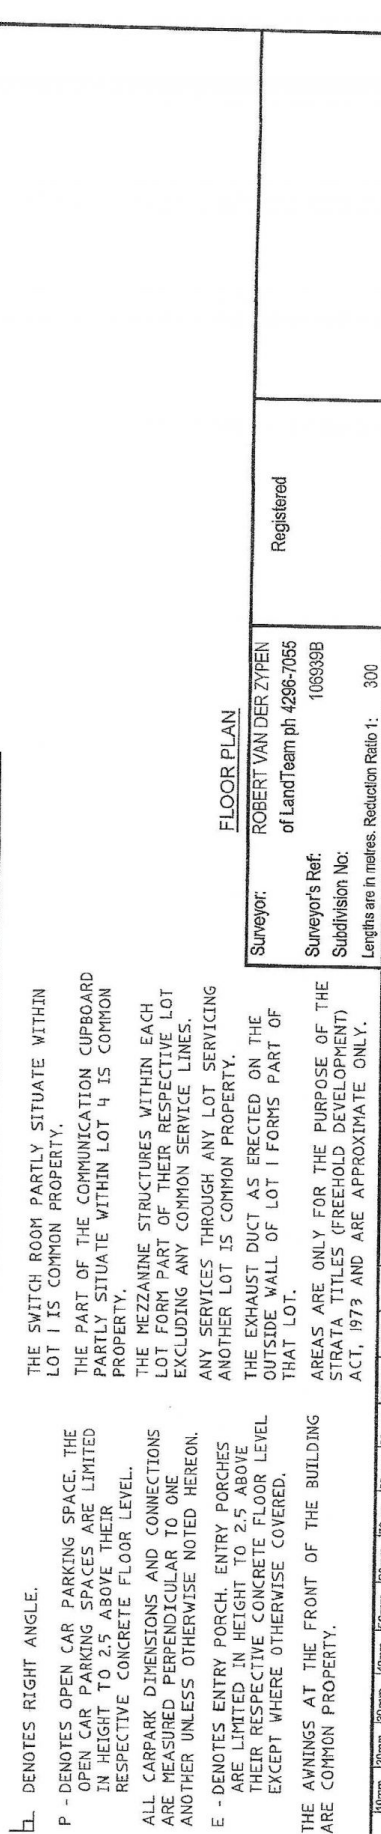 DENOTES RIGHT ANGLE.
P - DENOTES OPEN CAR PARKING SPACE. THE
OPEN CAR PARKING SPACES ARE LIMITED
IN HEIGHT TO 2.5 ABOVE THEIR
RESPECTIVE CONCRETE FLOOR LEVEL.
ALL CARPARK DIMENSIONS AND CONNECTIONS
ARE MEASURED PERPENDICULAR TO ONE
ANOTHER UNLESS OTHERWISE NOTED HEREON.
E - DENOTES ENTRY PORCH. ENTRY PORCHES
ARE LIMITED IN HEIGHT TO 2.5 ABOVE
THEIR RESPECTIVE CONCRETE FLOOR LEVEL
EXCEPT WHERE OTHERWISE COVERED.
THE AWNINGS AT THE FRONT OF THE BUILDING
ARE COMMON PROPERTY.
THE SWITCH ROOM PARTLY SITUATE WITHIN
LOT 1 IS COMMON PROPERTY.
THE PART OF THE COMMUNICATION CUPBOARD
PARTLY SITUATE WITHIN LOT 4 IS COMMON
PROPERTY.
THE MEZZANINE STRUCTURES WITHIN EACH
LOT FORM PART OF THEIR RESPECTIVE LOT
EXCLUDING ANY COMMON SERVICE LINES.
ANY SERVICES THROUGH ANY LOT SERVICING
ANOTHER LOT IS COMMON PROPERTY.
THE EXHAUST DUCT AS ERECTED ON THE
OUTSIDE WALL OF LOT 1 FORMS PART OF
THAT LOT.
AREAS ARE ONLY FOR THE PURPOSE OF THE
STRATA TITLES (FREEHOLD DEVELOPMENT)
ACT, 1973 AND ARE APPROXIMATE ONLY.
FLOOR PLAN
Surveyor: ROBERT VAN DER ZYPEN
of LandTeam ph 4296-7055
Surveyor's Ref: 106939B
Subdivision No:
Lengths are in metres. Reduction Ratio 1: 300
Registered